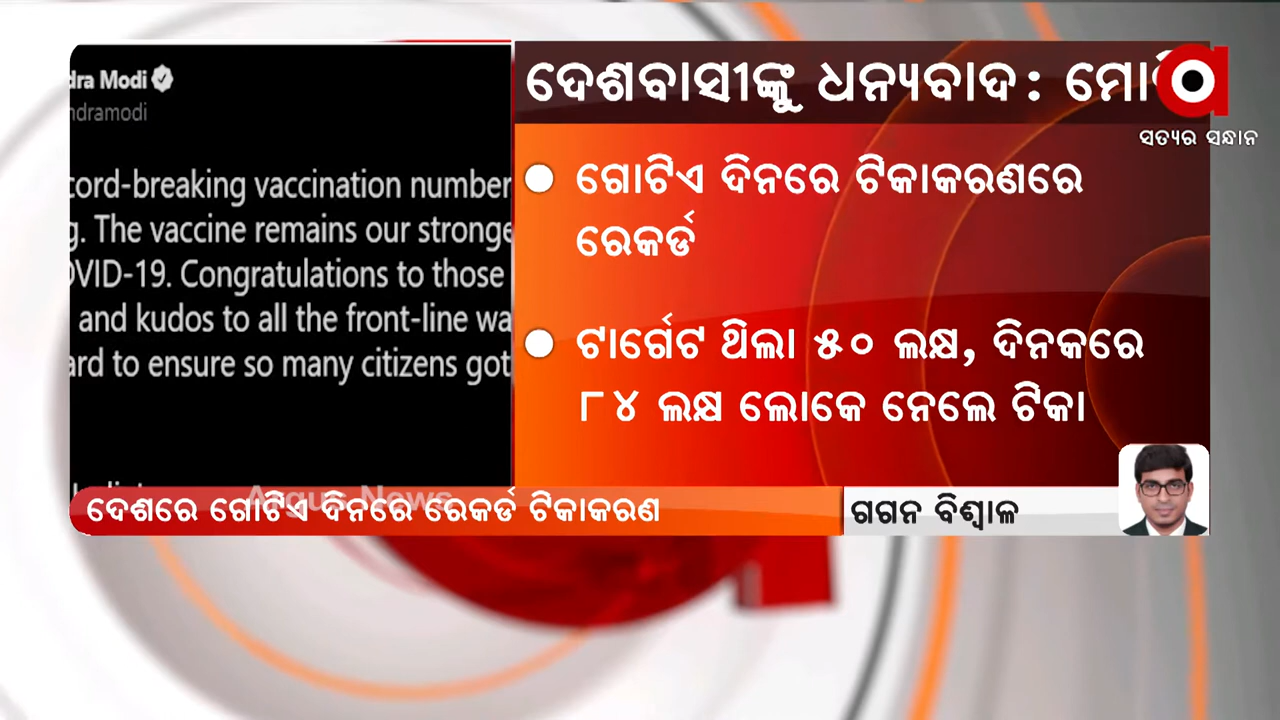 dra Modi
ndramodi
cord-breaking vaccination number
g. The vaccine remains our stronge
OVID-19. Congratulations to those
and kudos to all the front-line wa
ard to ensure so many citizens got
ଦେଶବାସୀଙ୍କୁ ଧନ୍ୟବାଦ: ମୋଦି
ସତ୍ୟର ସନ୍ଧାନ
ଗୋଟିଏ ଦିନରେ ଟିକାକରଣରେ
ରେକର୍ଡ
ଟାର୍ଗେଟ ଥିଲା ୫୦ ଲକ୍ଷ, ଦିନକରେ
୮୪ ଲକ୍ଷ ଲୋକେ ନେଲେ ଟିକା
Argus News
ଦେଶରେ ଗୋଟିଏ ଦିନରେ ରେକର୍ଡ ଟିକାକରଣ
ଗଗନ ବିଶ୍ୱାଳ